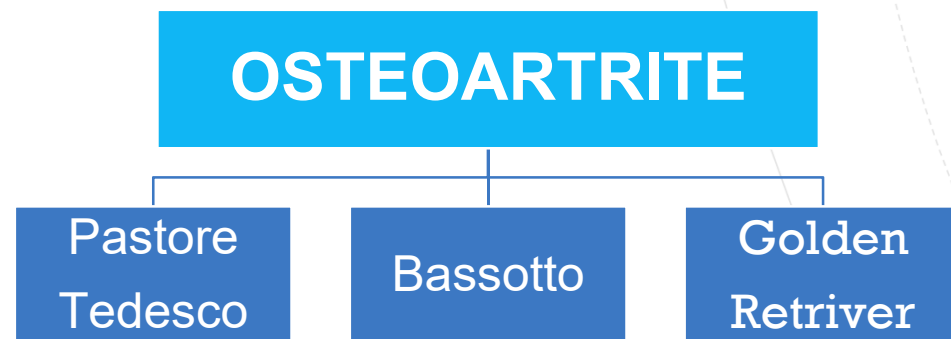 OSTEOARTRITE
Pastore
Tedesco
Bassotto
Golden
Retriver